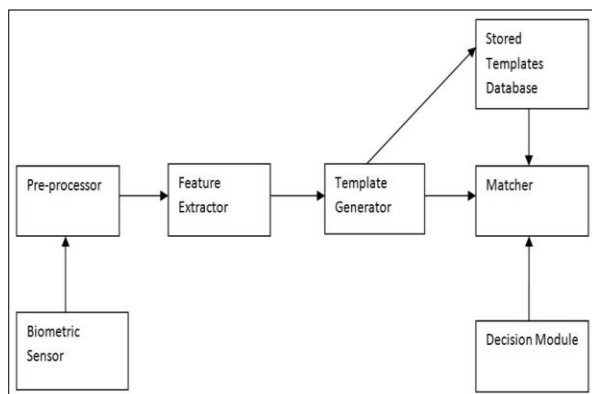 Stored
Templates
Database
Pre-processor
Feature
Extractor
Template
Generator
Matcher
Biometric
Sensor
Decision Module